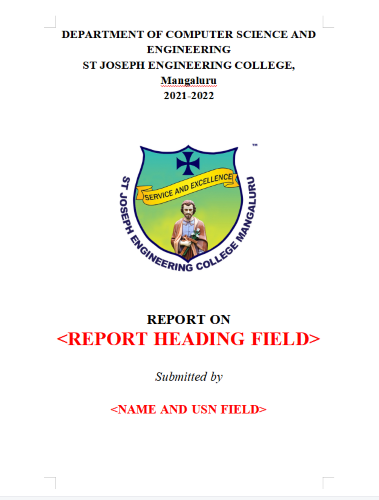 DEPARTMENT OF COMPUTER SCIENCE AND
ENGINEERING
ST JOSEPH ENGINEERING COLLEGE,
Mangaluru
2021-2022
™
SERVICE AND EXCELLENCE
ST JOSEPH ENGINEERING COLLEGE MANGALURU
REPORT ON
<REPORT HEADING FIELD>
Submitted by
<NAME AND USN FIELD>